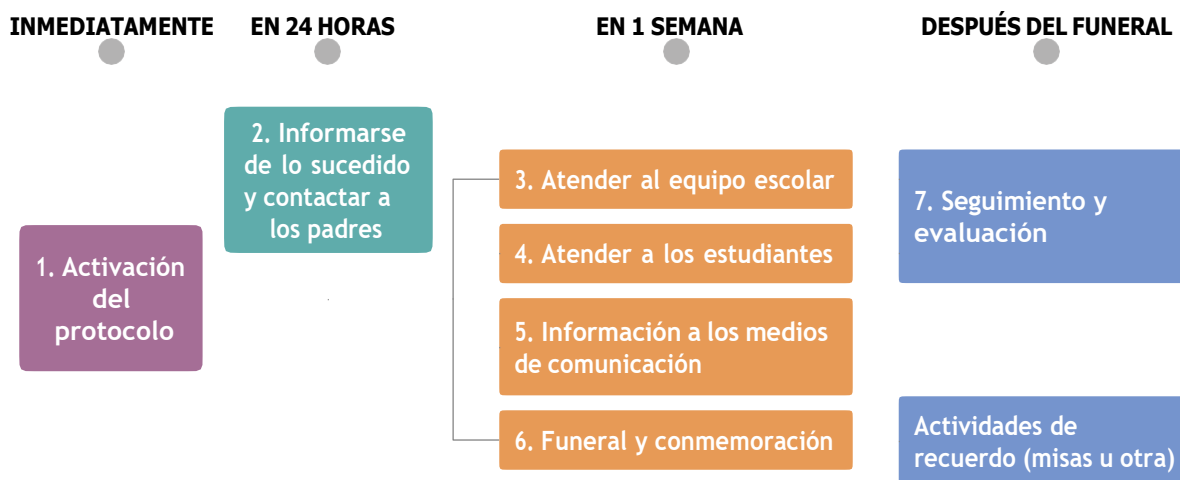 INMEDIATAMENTE
EN 24 HORAS
EN 1 SEMANA
DESPUÉS DEL FUNERAL
1. Activación
del
protocolo
2. Informarse
de lo sucedido
y contactar a
los padres
3. Atender al equipo escolar
4. Atender a los estudiantes
5. Información a los medios
de comunicación
6. Funeral y conmemoración
7. Seguimiento y
evaluación
Actividades de
recuerdo (misas u otra)